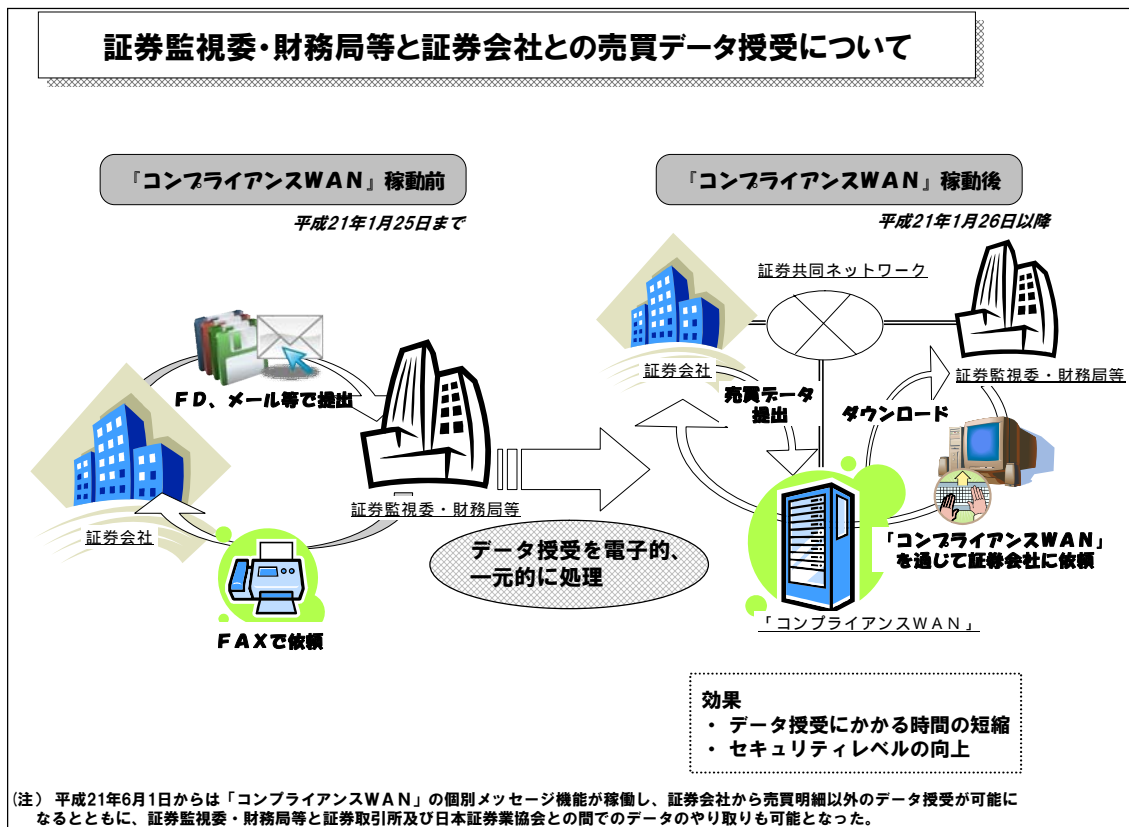 証券監視委・財務局等と証券会社との売買データ授受について
『コンプライアンスWAN』稼動前
平成21年1月25日まで
FD、メール等で提出
証券会社
証券監視委・財務局等
FAXで依頼
データ授受を電子的、
一元的に処理
『コンプライアンスWAN』稼動後
平成21年1月26日以降
証券共同ネットワーク
証券会社
証券監視委・財務局等
売買データ
提出
ダウンロード
「コンプライアンスWAN」
を通じて証券会社に依頼
「コンプライアンスWAN」
効果
・ データ授受にかかる時間の短縮
・ セキュリティレベルの向上
(注) 平成21年6月1日からは「コンプライアンスWAN」の個別メッセージ機能が稼働し、証券会社から売買明細以外のデータ授受が可能に
なるとともに、証券監視委・財務局等と証券取引所及び日本証券業協会との間でのデータのやり取りも可能となった。